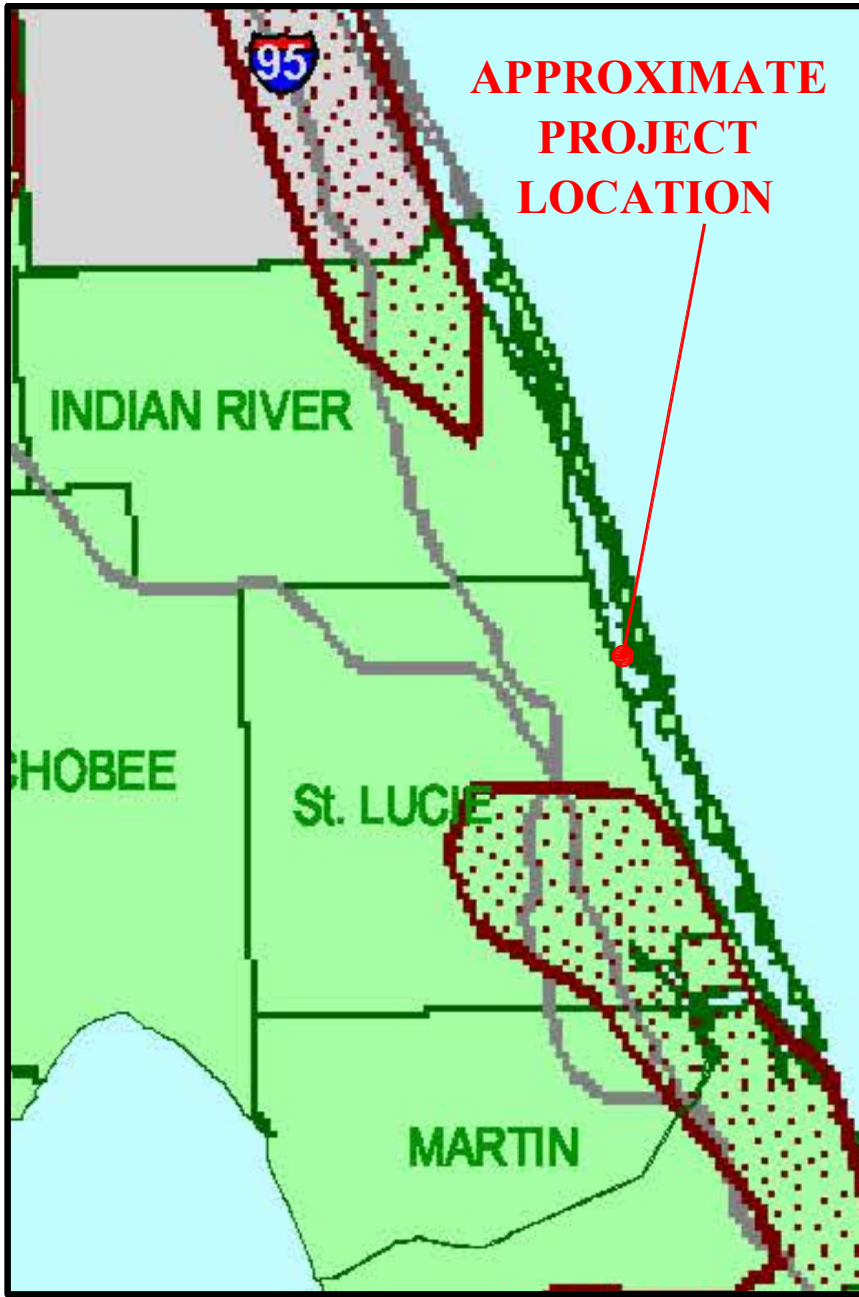 95
APPROXIMATE
PROJECT
LOCATION
INDIAN RIVER
CHOBEE
St. LUCIE
MARTIN